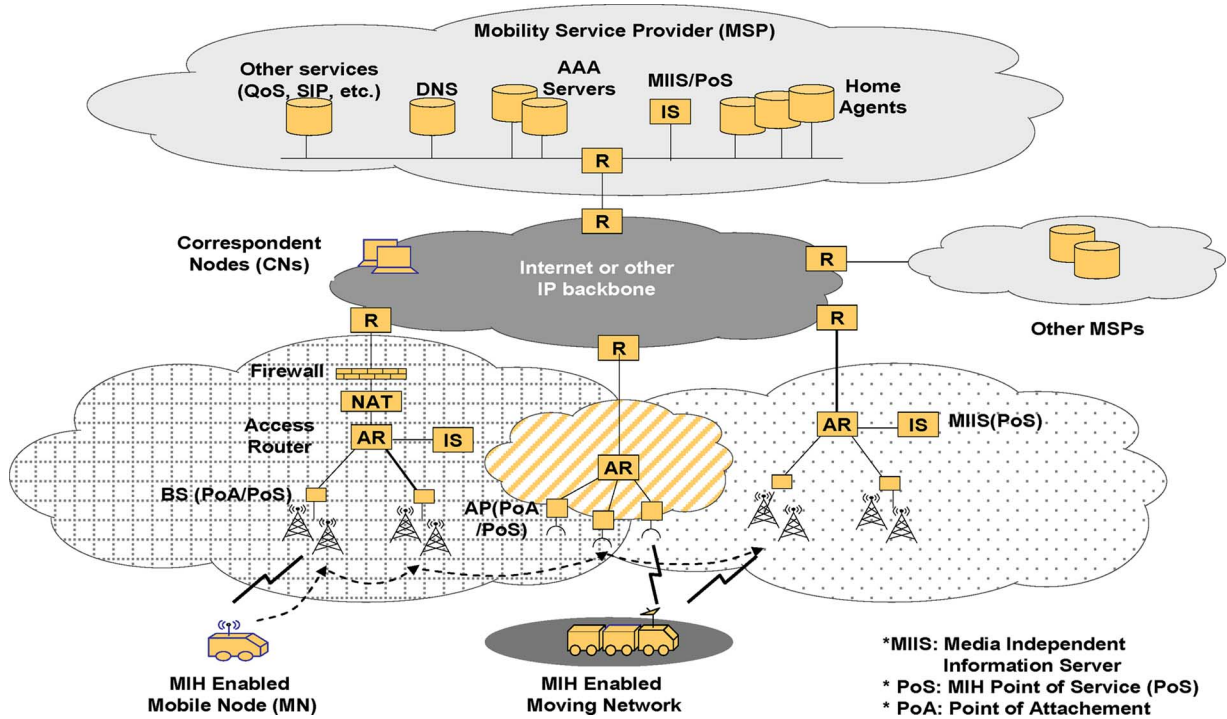 Mobility Service Provider (MSP)
Other services
(QoS, SIP, etc.)
DNS
AAA
Servers
MIIS/PoS
IS
Home
Agents
R
R
Correspondent
Nodes (CNs)
Internet or other
IP backbone
R
Other MSPs
R
R
R
Firewall
NAT
Access
Router
AR
IS
AR
IS
MIIS(PoS)
AR
BS (PoA/PoS)
AP(PoA
/PoS)
MIH Enabled
Mobile Node (MN)
MIH Enabled
Moving Network
*MIIS: Media Independent
Information Server
* PoS: MIH Point of Service (PoS)
* PoA: Point of Attachement